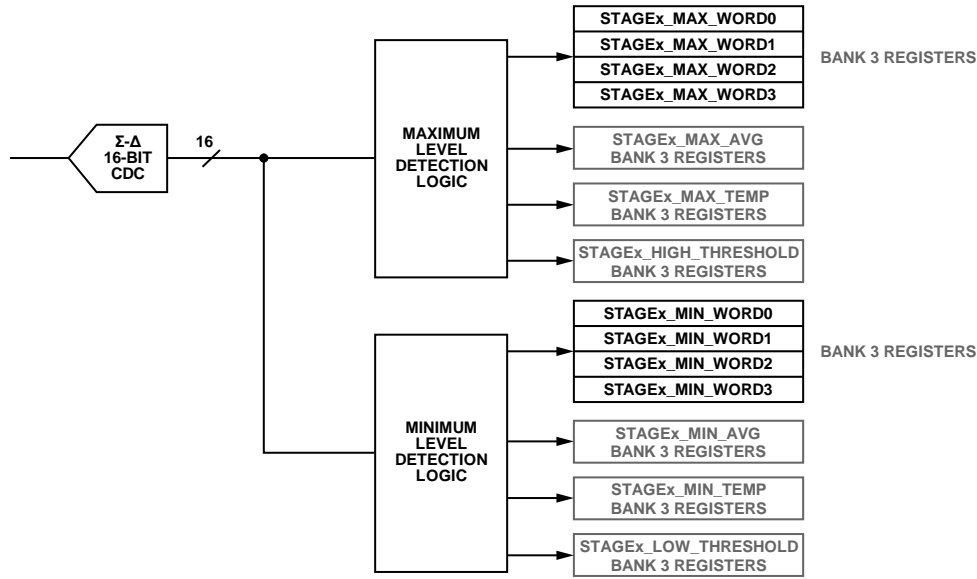 Σ-Δ
16-BIT
CDC
16
MAXIMUM
LEVEL
DETECTION
LOGIC
STAGEx_MAX_WORD0
STAGEx_MAX_WORD1
STAGEx_MAX_WORD2
STAGEx_MAX_WORD3
BANK 3 REGISTERS
STAGEx_MAX_AVG
BANK 3 REGISTERS
STAGEx_MAX_TEMP
BANK 3 REGISTERS
STAGEx_HIGH_THRESHOLD
BANK 3 REGISTERS
MINIMUM
LEVEL
DETECTION
LOGIC
STAGEx_MIN_WORD0
STAGEx_MIN_WORD1
STAGEx_MIN_WORD2
STAGEx_MIN_WORD3
BANK 3 REGISTERS
STAGEx_MIN_AVG
BANK 3 REGISTERS
STAGEx_MIN_TEMP
BANK 3 REGISTERS
STAGEx_LOW_THRESHOLD
BANK 3 REGISTERS